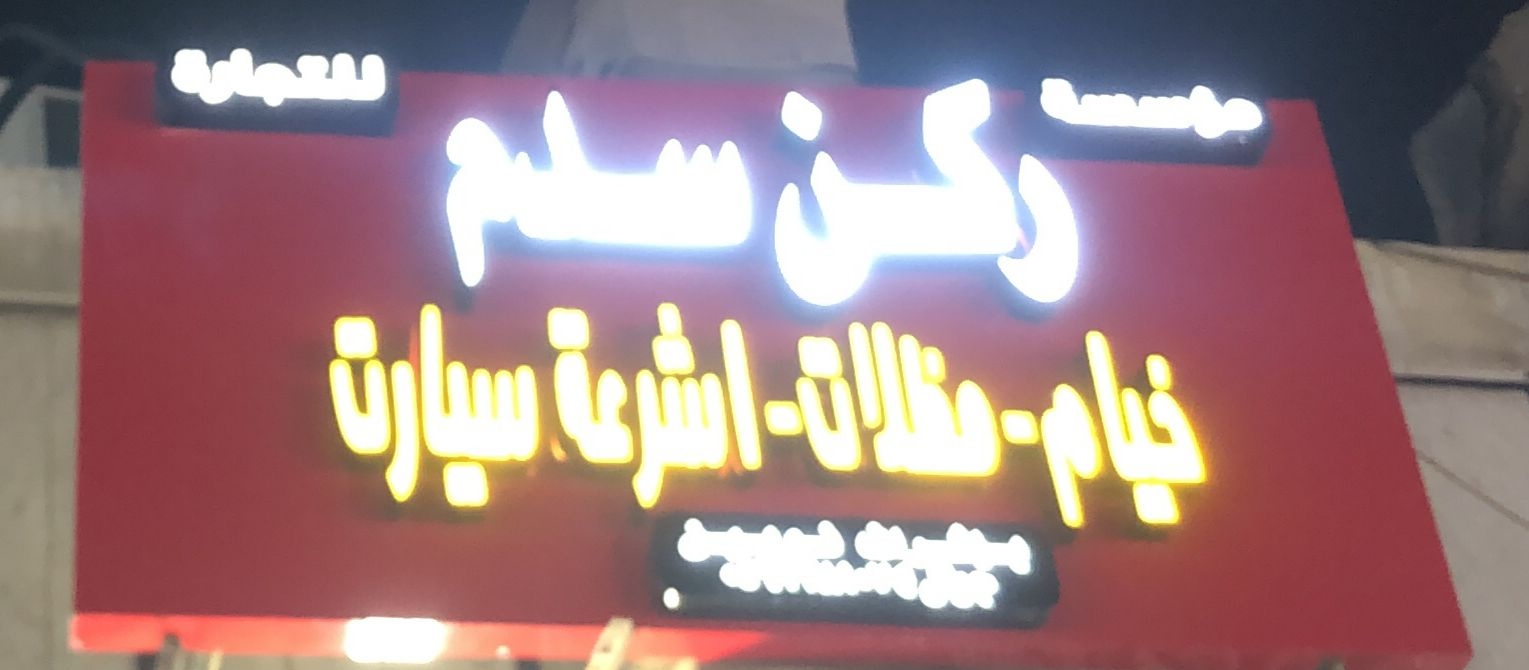 مؤسسة ركن سلم للتجارة
خيام - مظلات - اشرعة سيارت